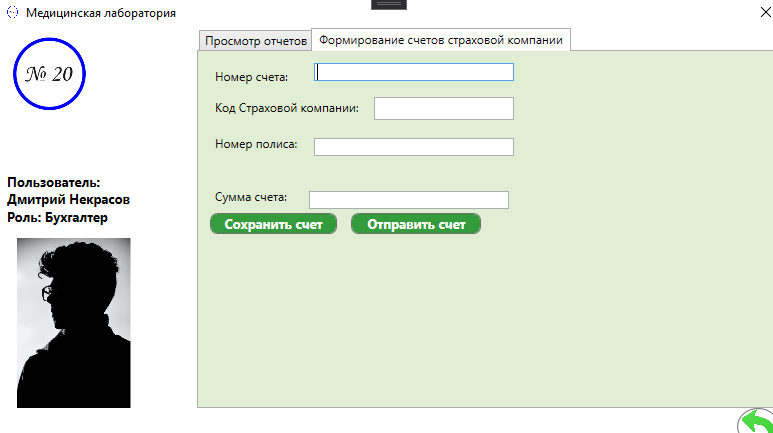 Медицинская лаборатория
№ 20
Просмотр отчетов
Формирование счетов страховой компании
Номер счета:
Код Страховой компании:
Номер полиса:
Сумма счета:
Сохранить счет
Отправить счет
Пользователь:
Дмитрий Некрасов
Роль: Бухгалтер